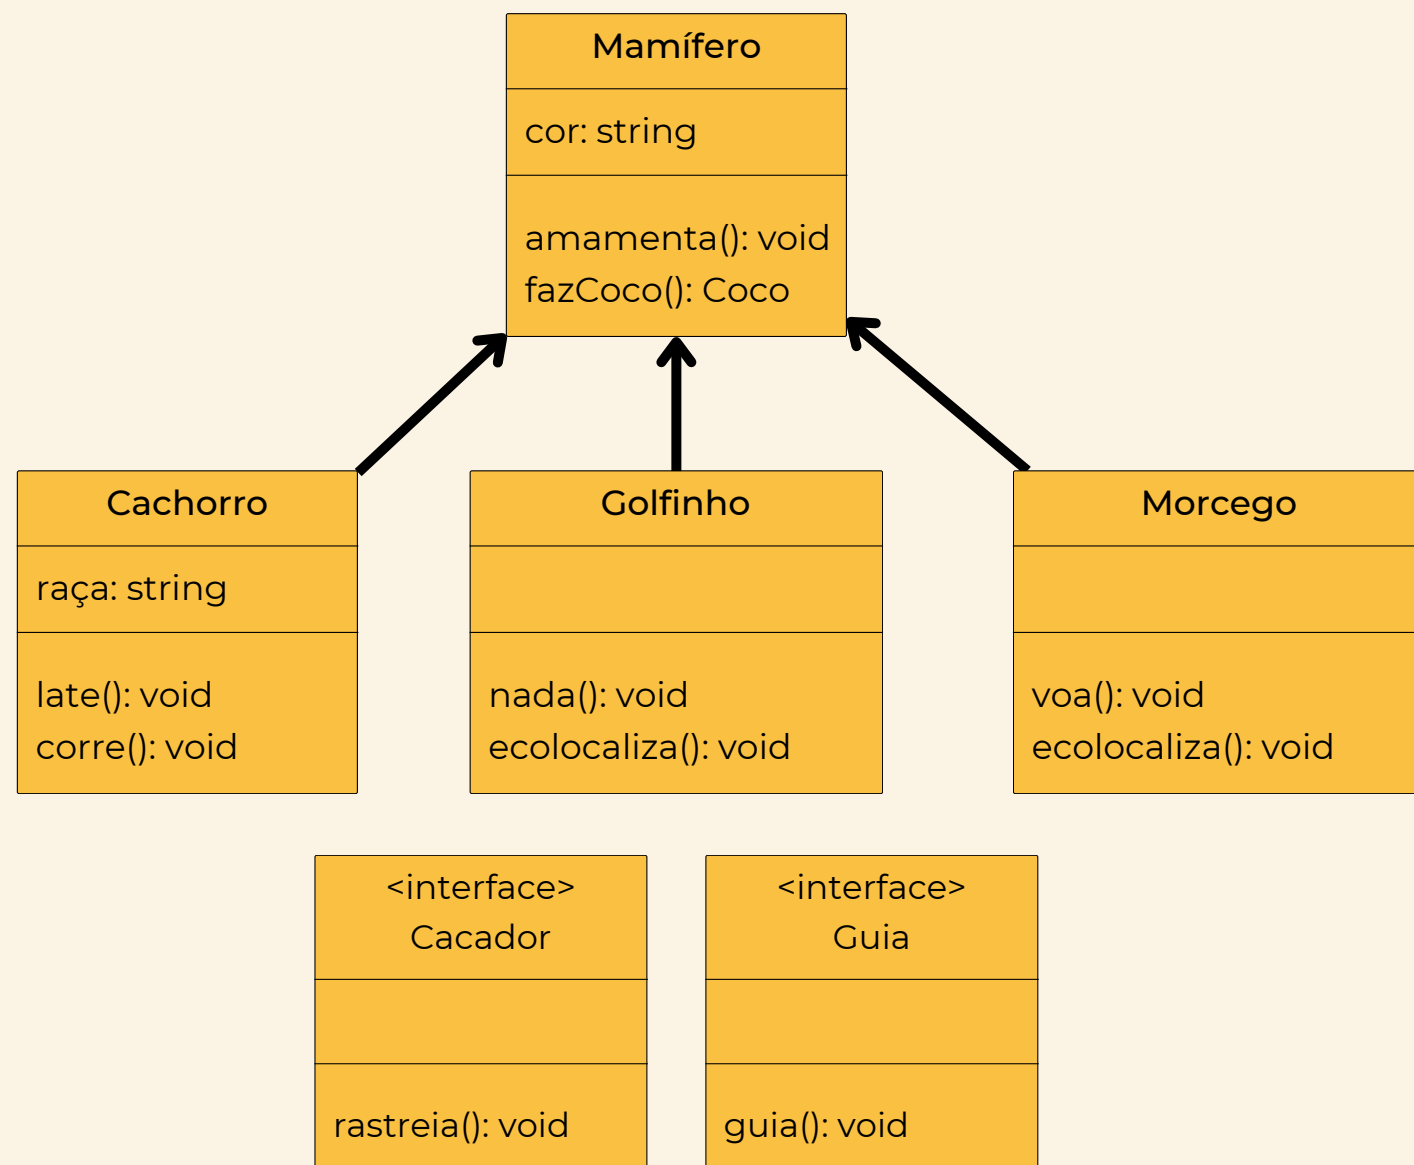 Mamífero
cor: string
amamenta(): void
fazCoco(): Coco
Cachorro
raça: string
late(): void
corre(): void
Golfinho
nada(): void
ecolocaliza(): void
Morcego
voa(): void
ecolocaliza(): void
<interface>
Cacador
rastreia(): void
<interface>
Guia
guia(): void